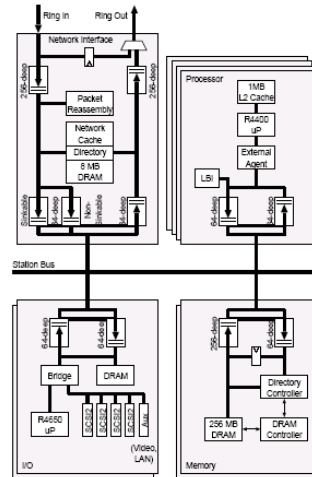 Ring In
Ring Out
Network Interface
256-deep
256-deep
Packet
Reassembly
Network
Cache
Directory
8 MB
DRAM
Sinkable
64-deep
Non-
Sinkable
64-deep
64-deep
Processor
1MB
L2 Cache
R4400
uP
External
Agent
LBI
64-deep
64-deep
Station Bus
64-deep
64-deep
Bridge
DRAM
R4650
uP
SCSI2
SCSI2
SCSI2
SCSI2
SCSI2
Aux
(Video,
LAN)
I/O
256-deep
64-deep
Directory
Controller
256 MB
DRAM
DRAM
Controller
Memory